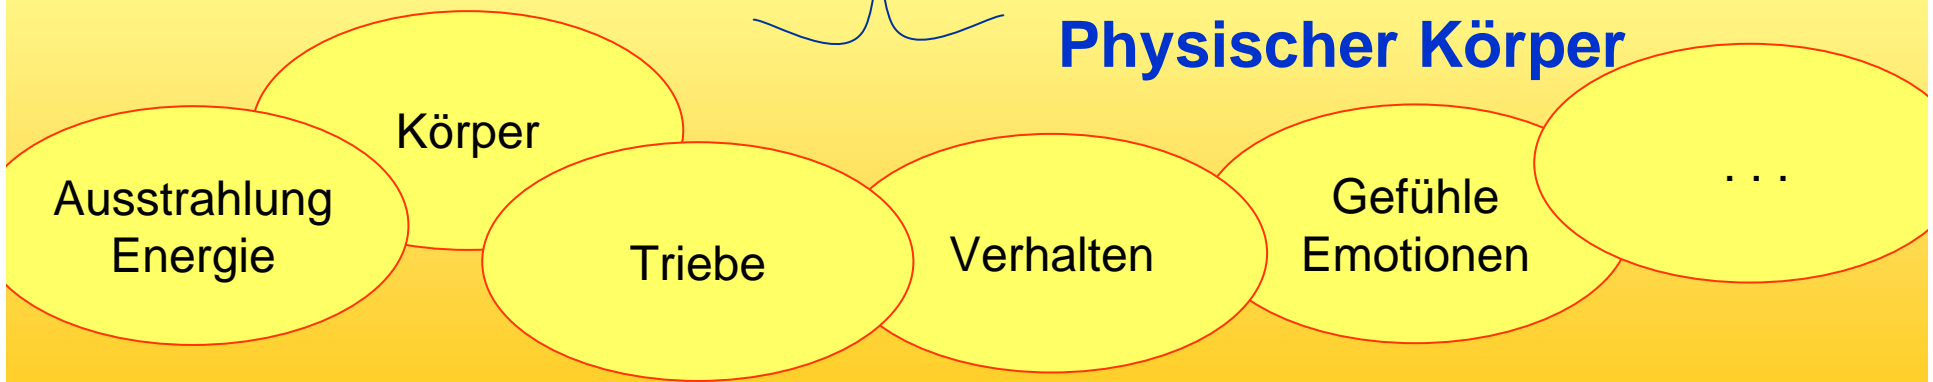 Physischer Körper
Körper
Ausstrahlung
Energie
Triebe
Verhalten
Gefühle
Emotionen
. . .